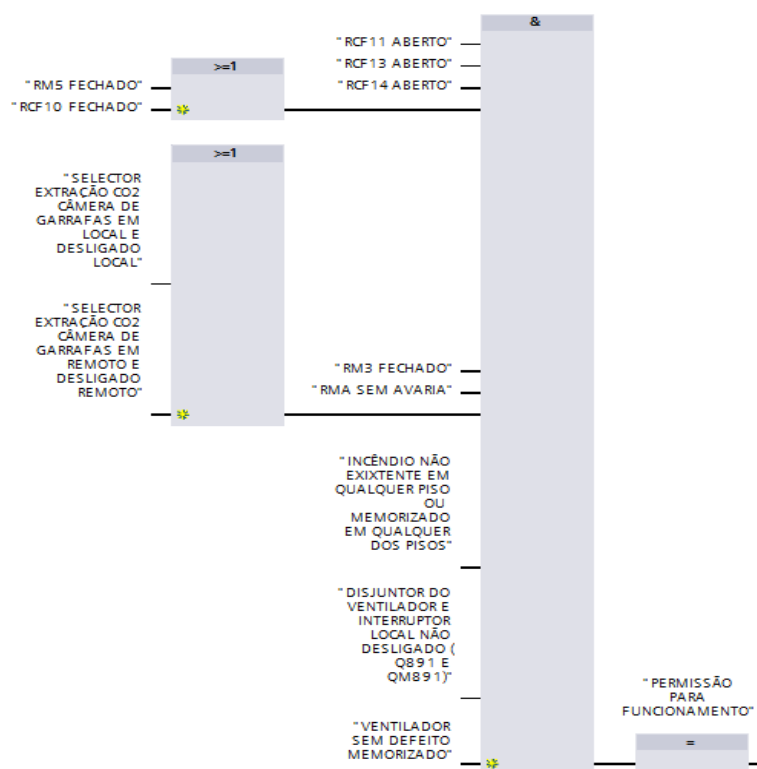 &
"RCF11 ABERTO"
"RCF13 ABERTO"
"RCF14 ABERTO"
>=1
"RM5 FECHADO"
"RCF10 FECHADO"
>=1
"SELECTOR
EXTRAÇÃO CO2
CÂMERA DE
GARRAFAS EM
LOCAL E
DESLIGADO
LOCAL"
"SELECTOR
EXTRAÇÃO CO2
CÂMERA DE
GARRAFAS EM
REMOTO E
DESLIGADO
REMOTO"
"RM3 FECHADO"
"RMA SEM AVARIA"
"INCÊNDIO NÃO
EXIXTENTE EM
QUALQUER PISO
OU
MEMORIZADO
EM QUALQUER
DOS PISOS"
"DISJUNTOR DO
VENTILADOR E
INTERRUPTOR
LOCAL NÃO
DESLIGADO (
Q891 E
QM891)"
"VENTILADOR
SEM DEFEITO
MEMORIZADO"
"PERMISSÃO
PARA
FUNCIONAMENTO"
=